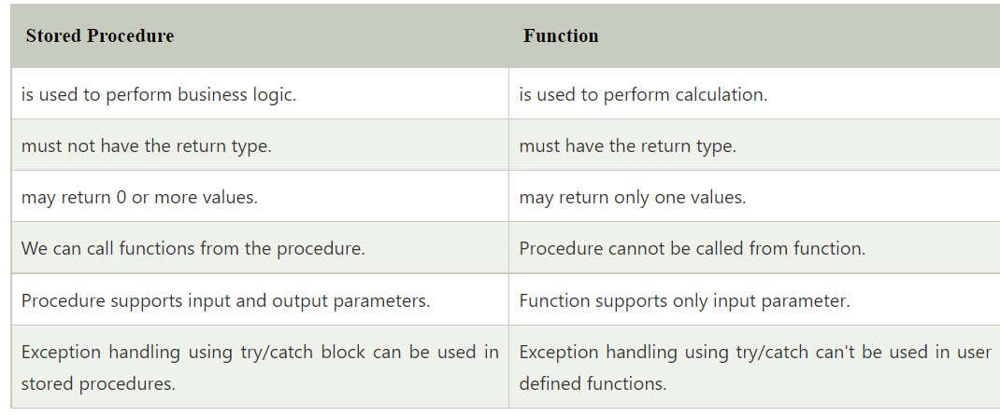 Stored Procedure Function
is used to perform business logic. is used to perform calculation.
must not have the return type. must have the return type.
may return 0 or more values. may return only one values.
We can call functions from the procedure. Procedure cannot be called from function.
Procedure supports input and output parameters. Function supports only input parameter.
Exception handling using try/catch block can be used in Exception handling using try/catch can't be used in user
stored procedures. defined functions.